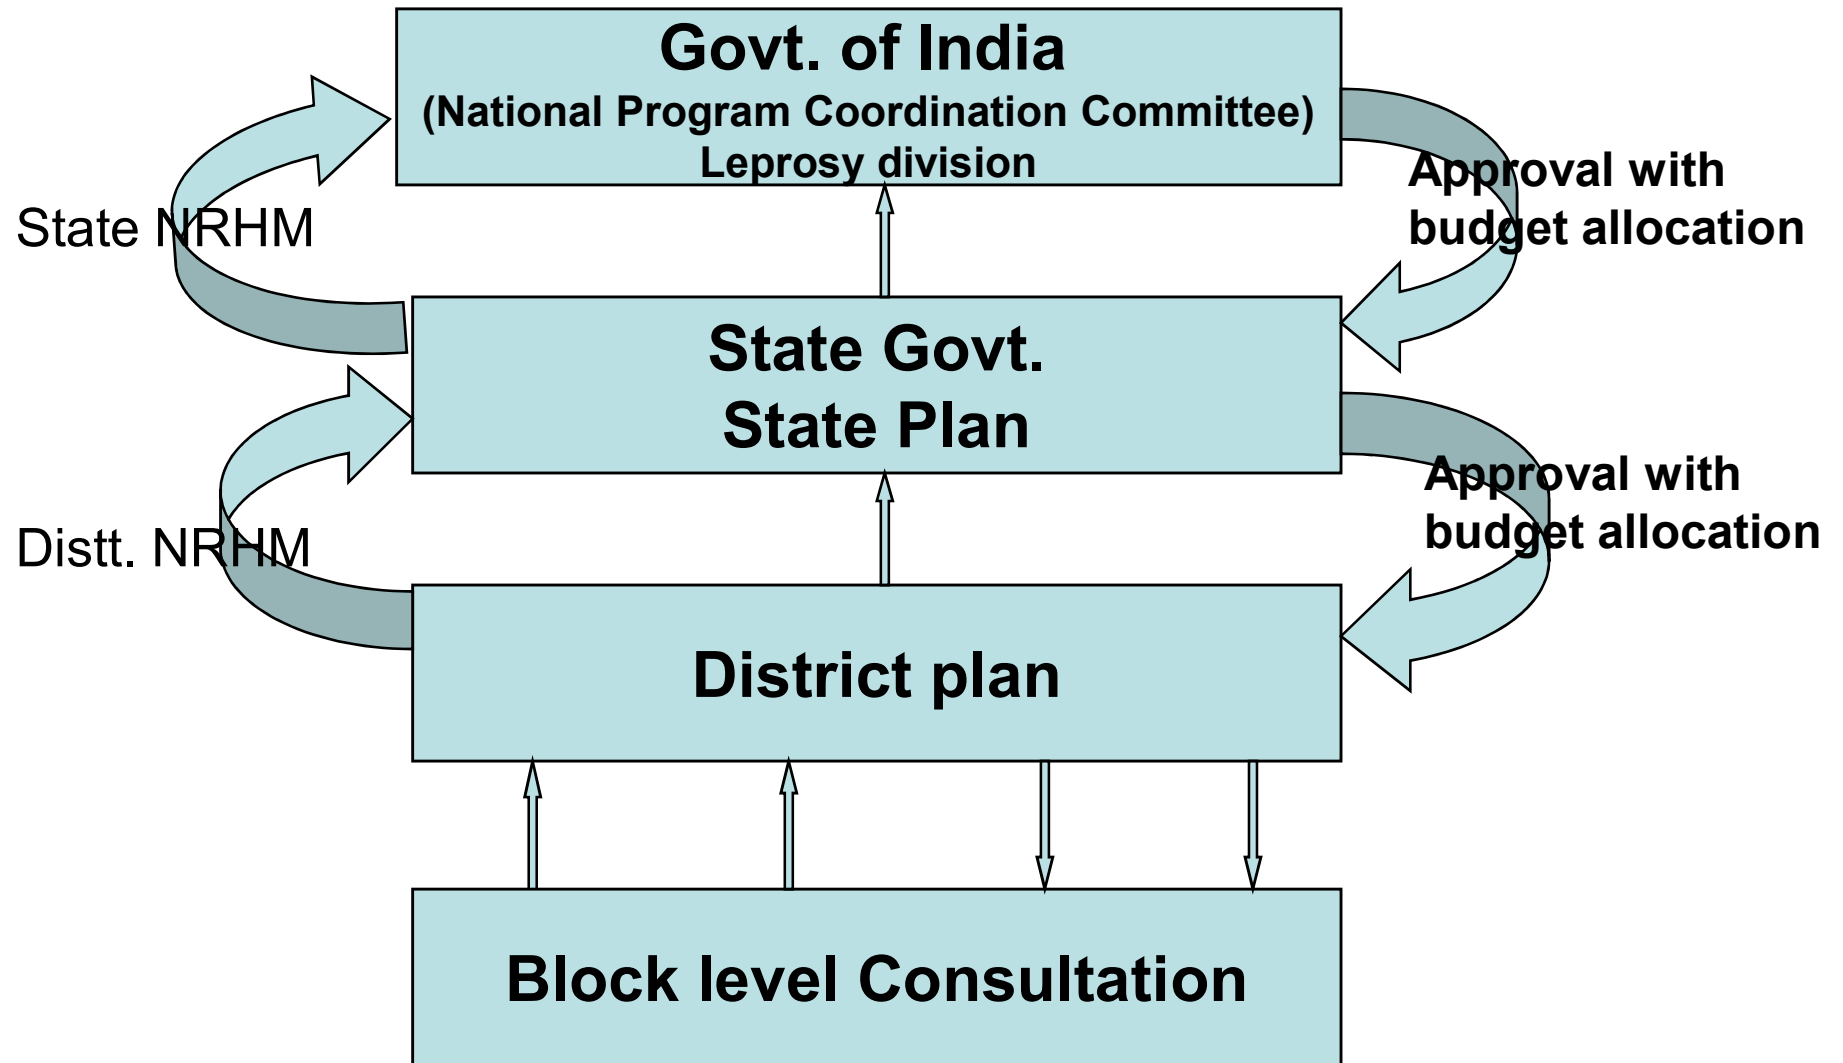 Govt. of India
(National Program Coordination Committee)
Leprosy division
Approval with
budget allocation
State NRHM
State Govt.
State Plan
Approval with
budget allocation
Distt. NRHM
District plan
Block level Consultation